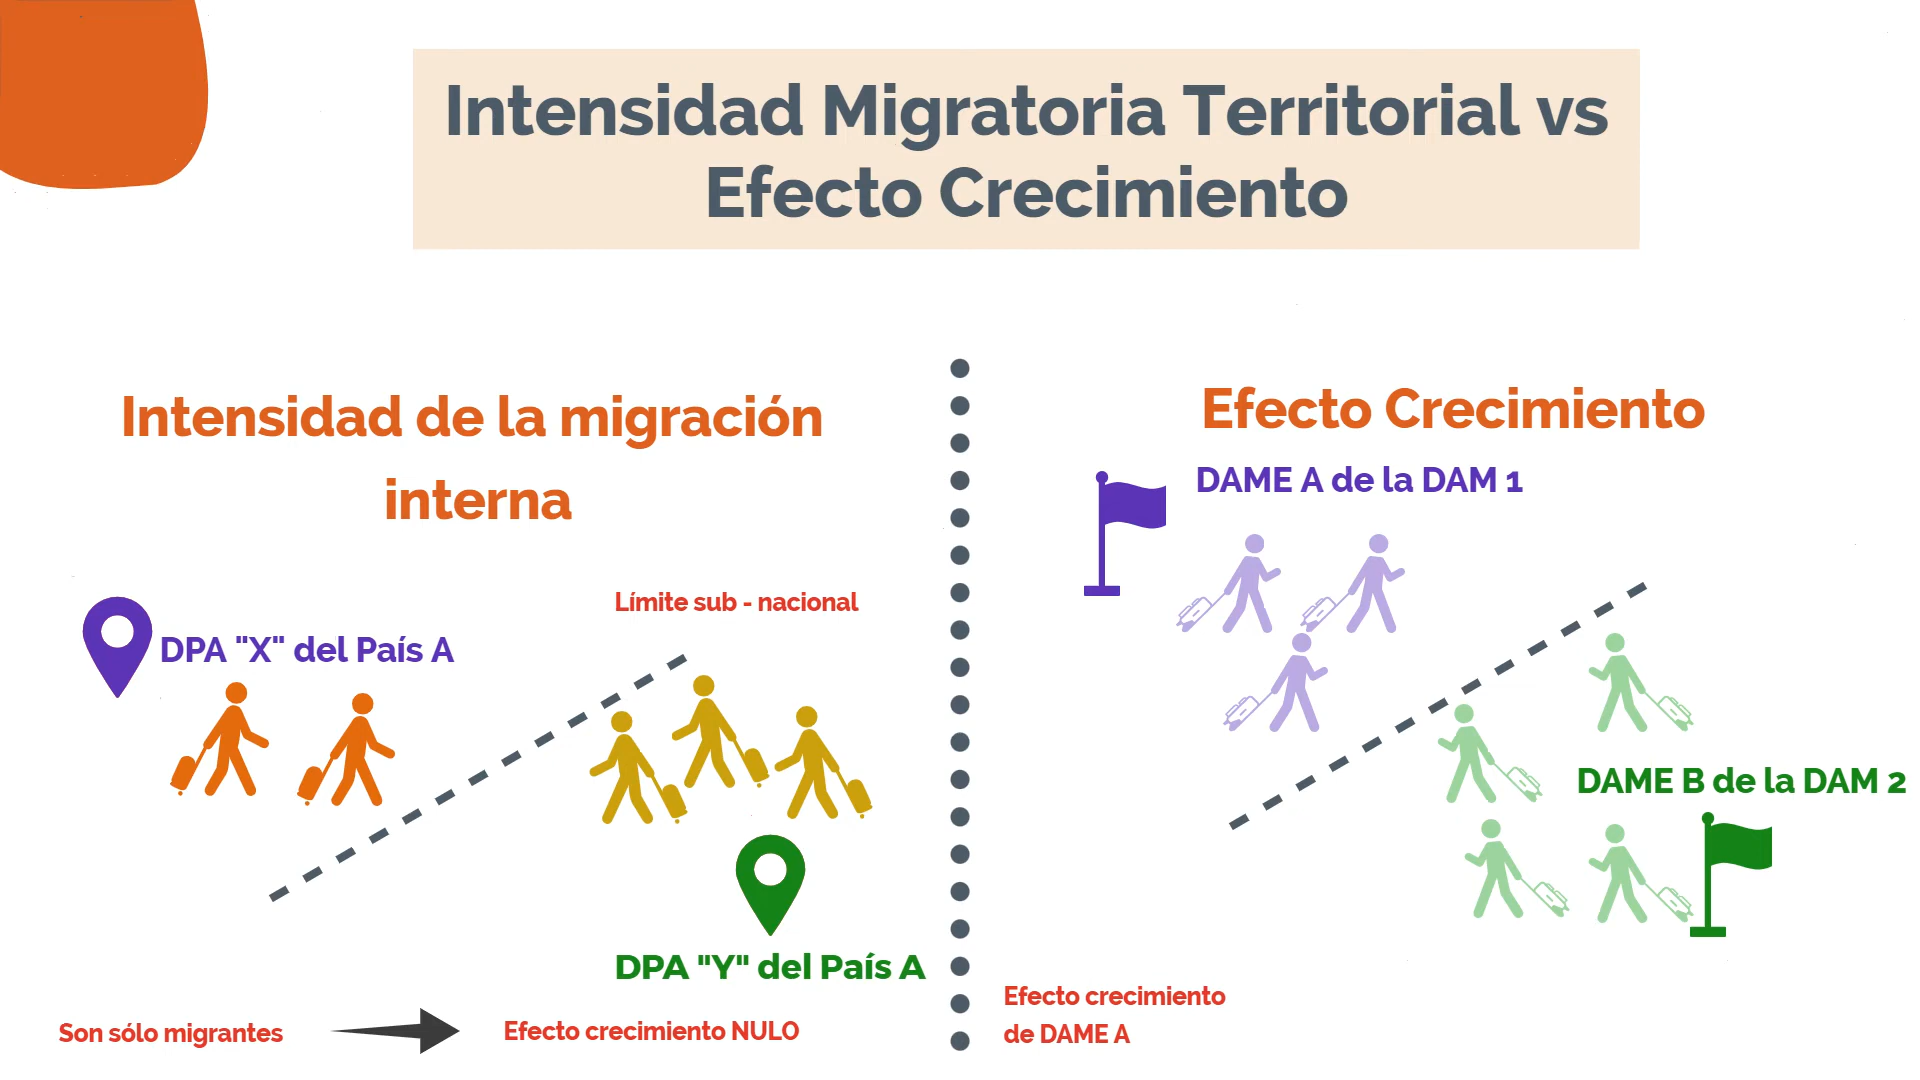 Intensidad Migratoria Territorial vs
Efecto Crecimiento
Intensidad de la migración
interna
Límite sub - nacional
DPA "X" del País A
DPA "Y" del País A
Son sólo migrantes
Efecto crecimiento NULO
Efecto Crecimiento
DAME A de la DAM 1
DAME B de la DAM 2
Efecto crecimiento
de DAME A